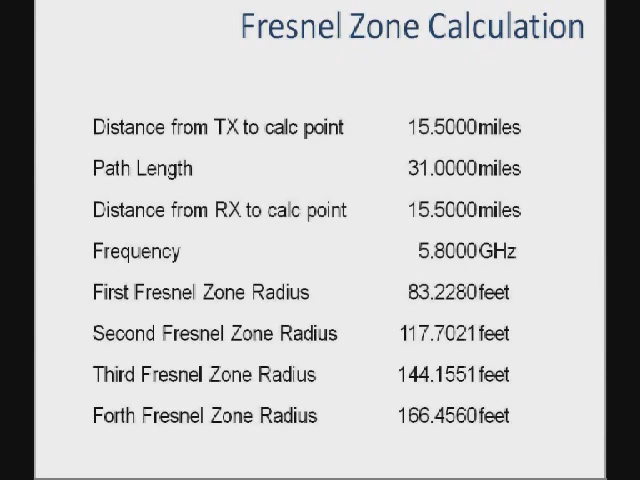 Fresnel Zone Calculation
Distance from TX to calc point 15.5000miles
Path Length 31.0000miles
Distance from RX to calc point 15.5000miles
Frequency 5.8000GHz
First Fresnel Zone Radius 83.2280feet
Second Fresnel Zone Radius 117.7021feet
Third Fresnel Zone Radius 144.1551feet
Forth Fresnel Zone Radius 166.4560feet